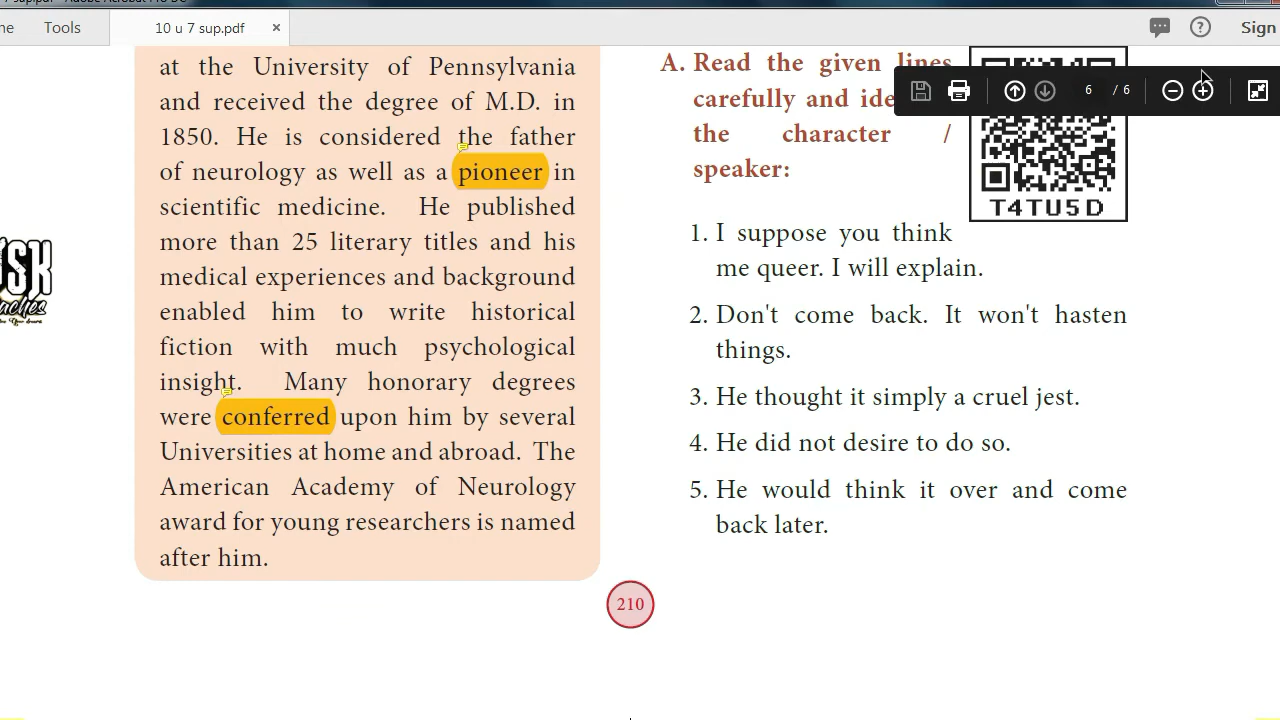 Tools
10 u 7 sup.pdf
×
Sign
6 / 6
at the University of Pennsylvania
and received the degree of M.D. in
1850. He is considered the father
of neurology as well as a pioneer in
scientific medicine. He published
more than 25 literary titles and his
medical experiences and background
enabled him to write historical
fiction with much psychological
insight. Many honorary degrees
were conferred upon him by several
Universities at home and abroad. The
American Academy of Neurology
award for young researchers is named
after him.
A. Read the given lines
carefully and ide
the character /
speaker:
T4TU5D
1. I suppose you think
me queer. I will explain.
2. Don't come back. It won't hasten
things.
3. He thought it simply a cruel jest.
4. He did not desire to do so.
5. He would think it over and come
back later.
210